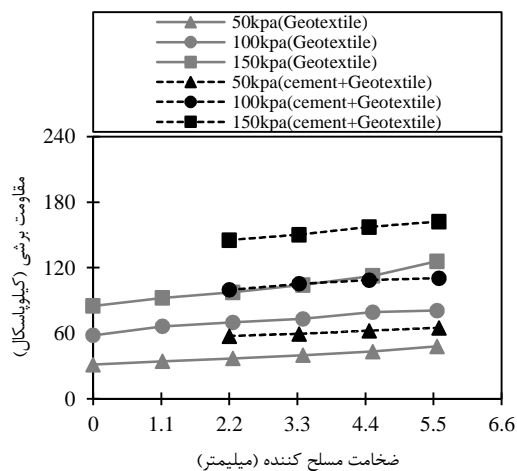 50kpa(Geotextile)
100kpa(Geotextile)
150kpa(Geotextile)
50kpa(cement+Geotextile)
100kpa(cement+Geotextile)
150kpa(cement+Geotextile)
240
180
120
60
0
مقاومت برشی (کیلوپاسکال)
0 1.1 2.2 3.3 4.4 5.5 6.6
ضخامت مسلح کننده (میلیمتر)